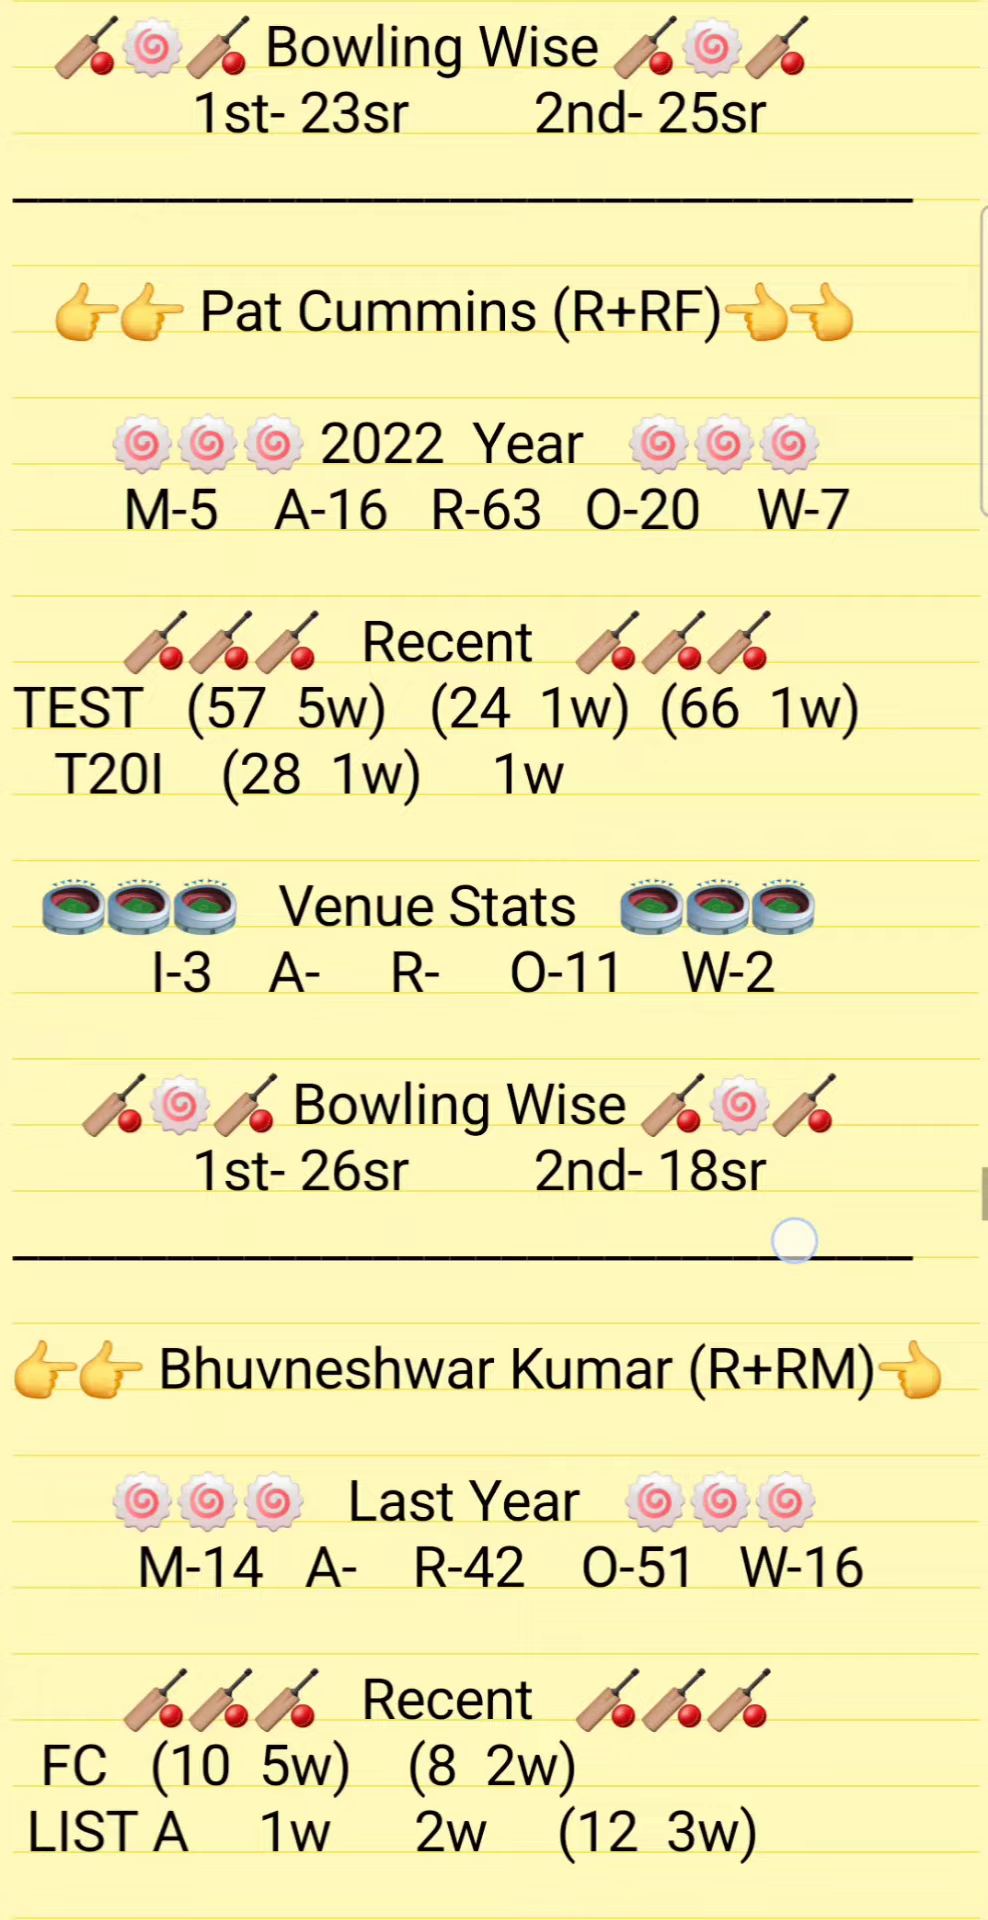 🏏🍥🏏 Bowling Wise 🏏🍥🏏
1st- 23sr 2nd- 25sr
👉👉 Pat Cummins (R+RF)👈👈
🍥🍥🍥 2022 Year 🍥🍥🍥
M-5 A-16 R-63 O-20 W-7
🏏🏏🏏 Recent 🏏🏏🏏
TEST (57 5w) (24 1w) (66 1w)
T20I (28 1w) 1w
🏟🏟🏟 Venue Stats 🏟🏟🏟
I-3 A- R- O-11 W-2
🏏🍥🏏 Bowling Wise 🏏🍥🏏
1st- 26sr 2nd- 18sr
👉👉 Bhuvneshwar Kumar (R+RM)👈
🍥🍥🍥 Last Year 🍥🍥🍥
M-14 A- R-42 O-51 W-16
🏏🏏🏏 Recent 🏏🏏🏏
FC (10 5w) (8 2w)
LIST A 1w 2w (12 3w)